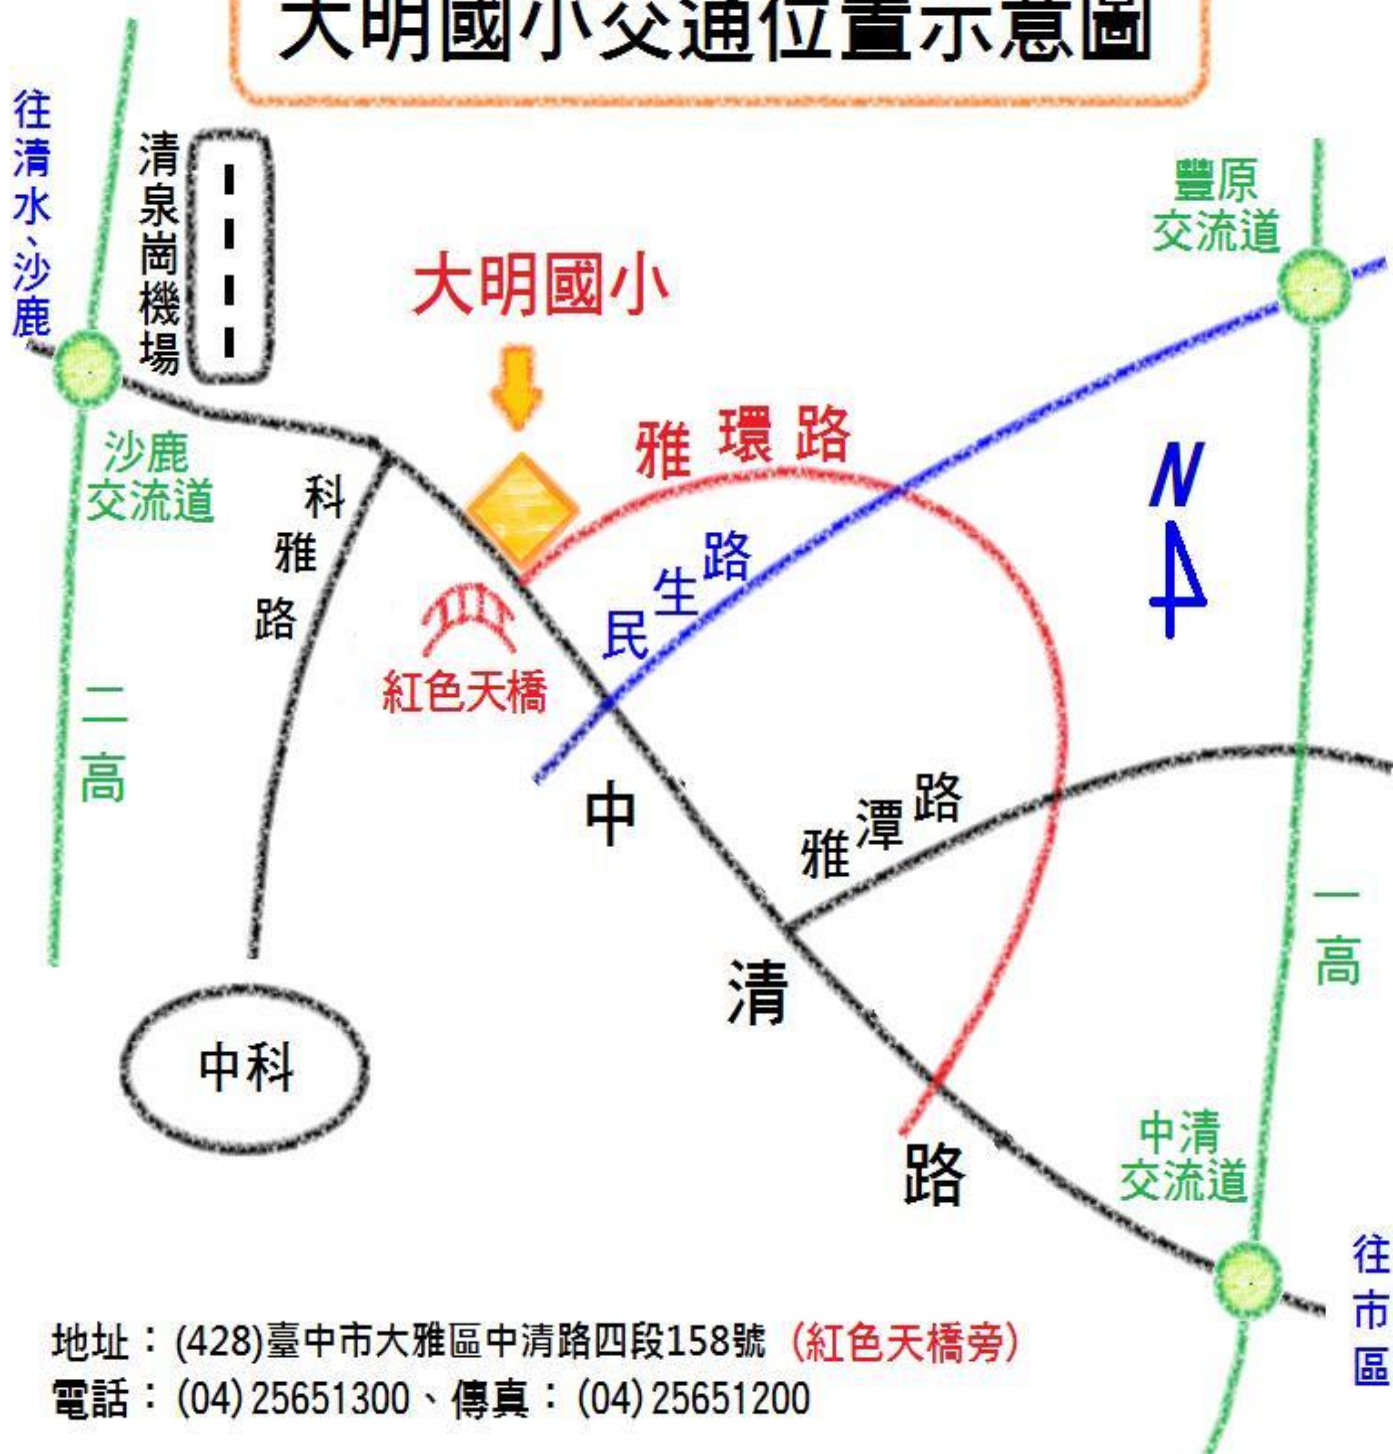 大明國小交通位置示意圖
往清水、沙鹿
清泉崗機場
豐原
交流道
大明國小
雅環路
沙鹿
交流道
科雅路
N
民生路
紅色天橋
二高
中清路
雅潭路
一高
中科
中清
交流道
往市區
地址：(428)臺中市大雅區中清路四段158號（紅色天橋旁）
電話：(04)25651300、傳真：(04)25651200